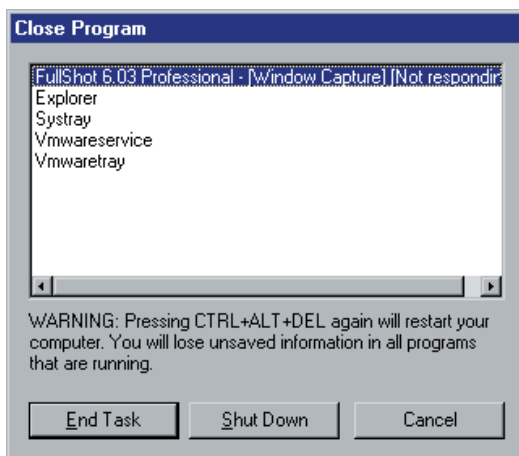 Close Program
FullShot 6.03 Professional - [Window Capture] [Not respondin
Explorer
Systray
Vmwareservice
Vmwaretray
WARNING: Pressing CTRL+ALT+DEL again will restart your
computer. You will lose unsaved information in all programs
that are running.
End Task Shut Down Cancel